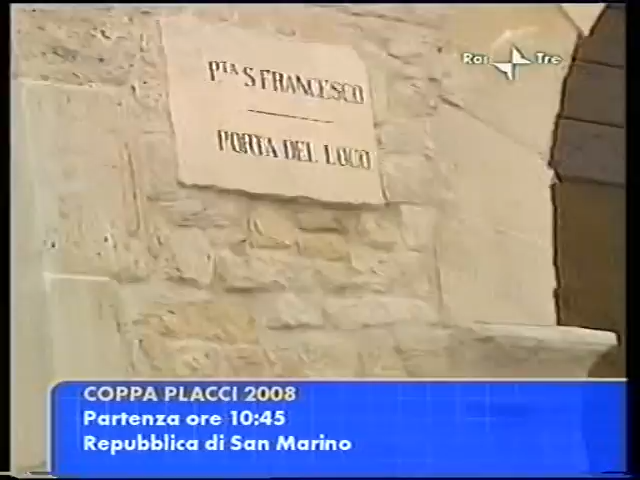 Pta S. FRANCESCO
PORTA DEL LOCO
Rai Tre
COPPA PLACCI 2008
Partenza ore 10:45
Repubblica di San Marino